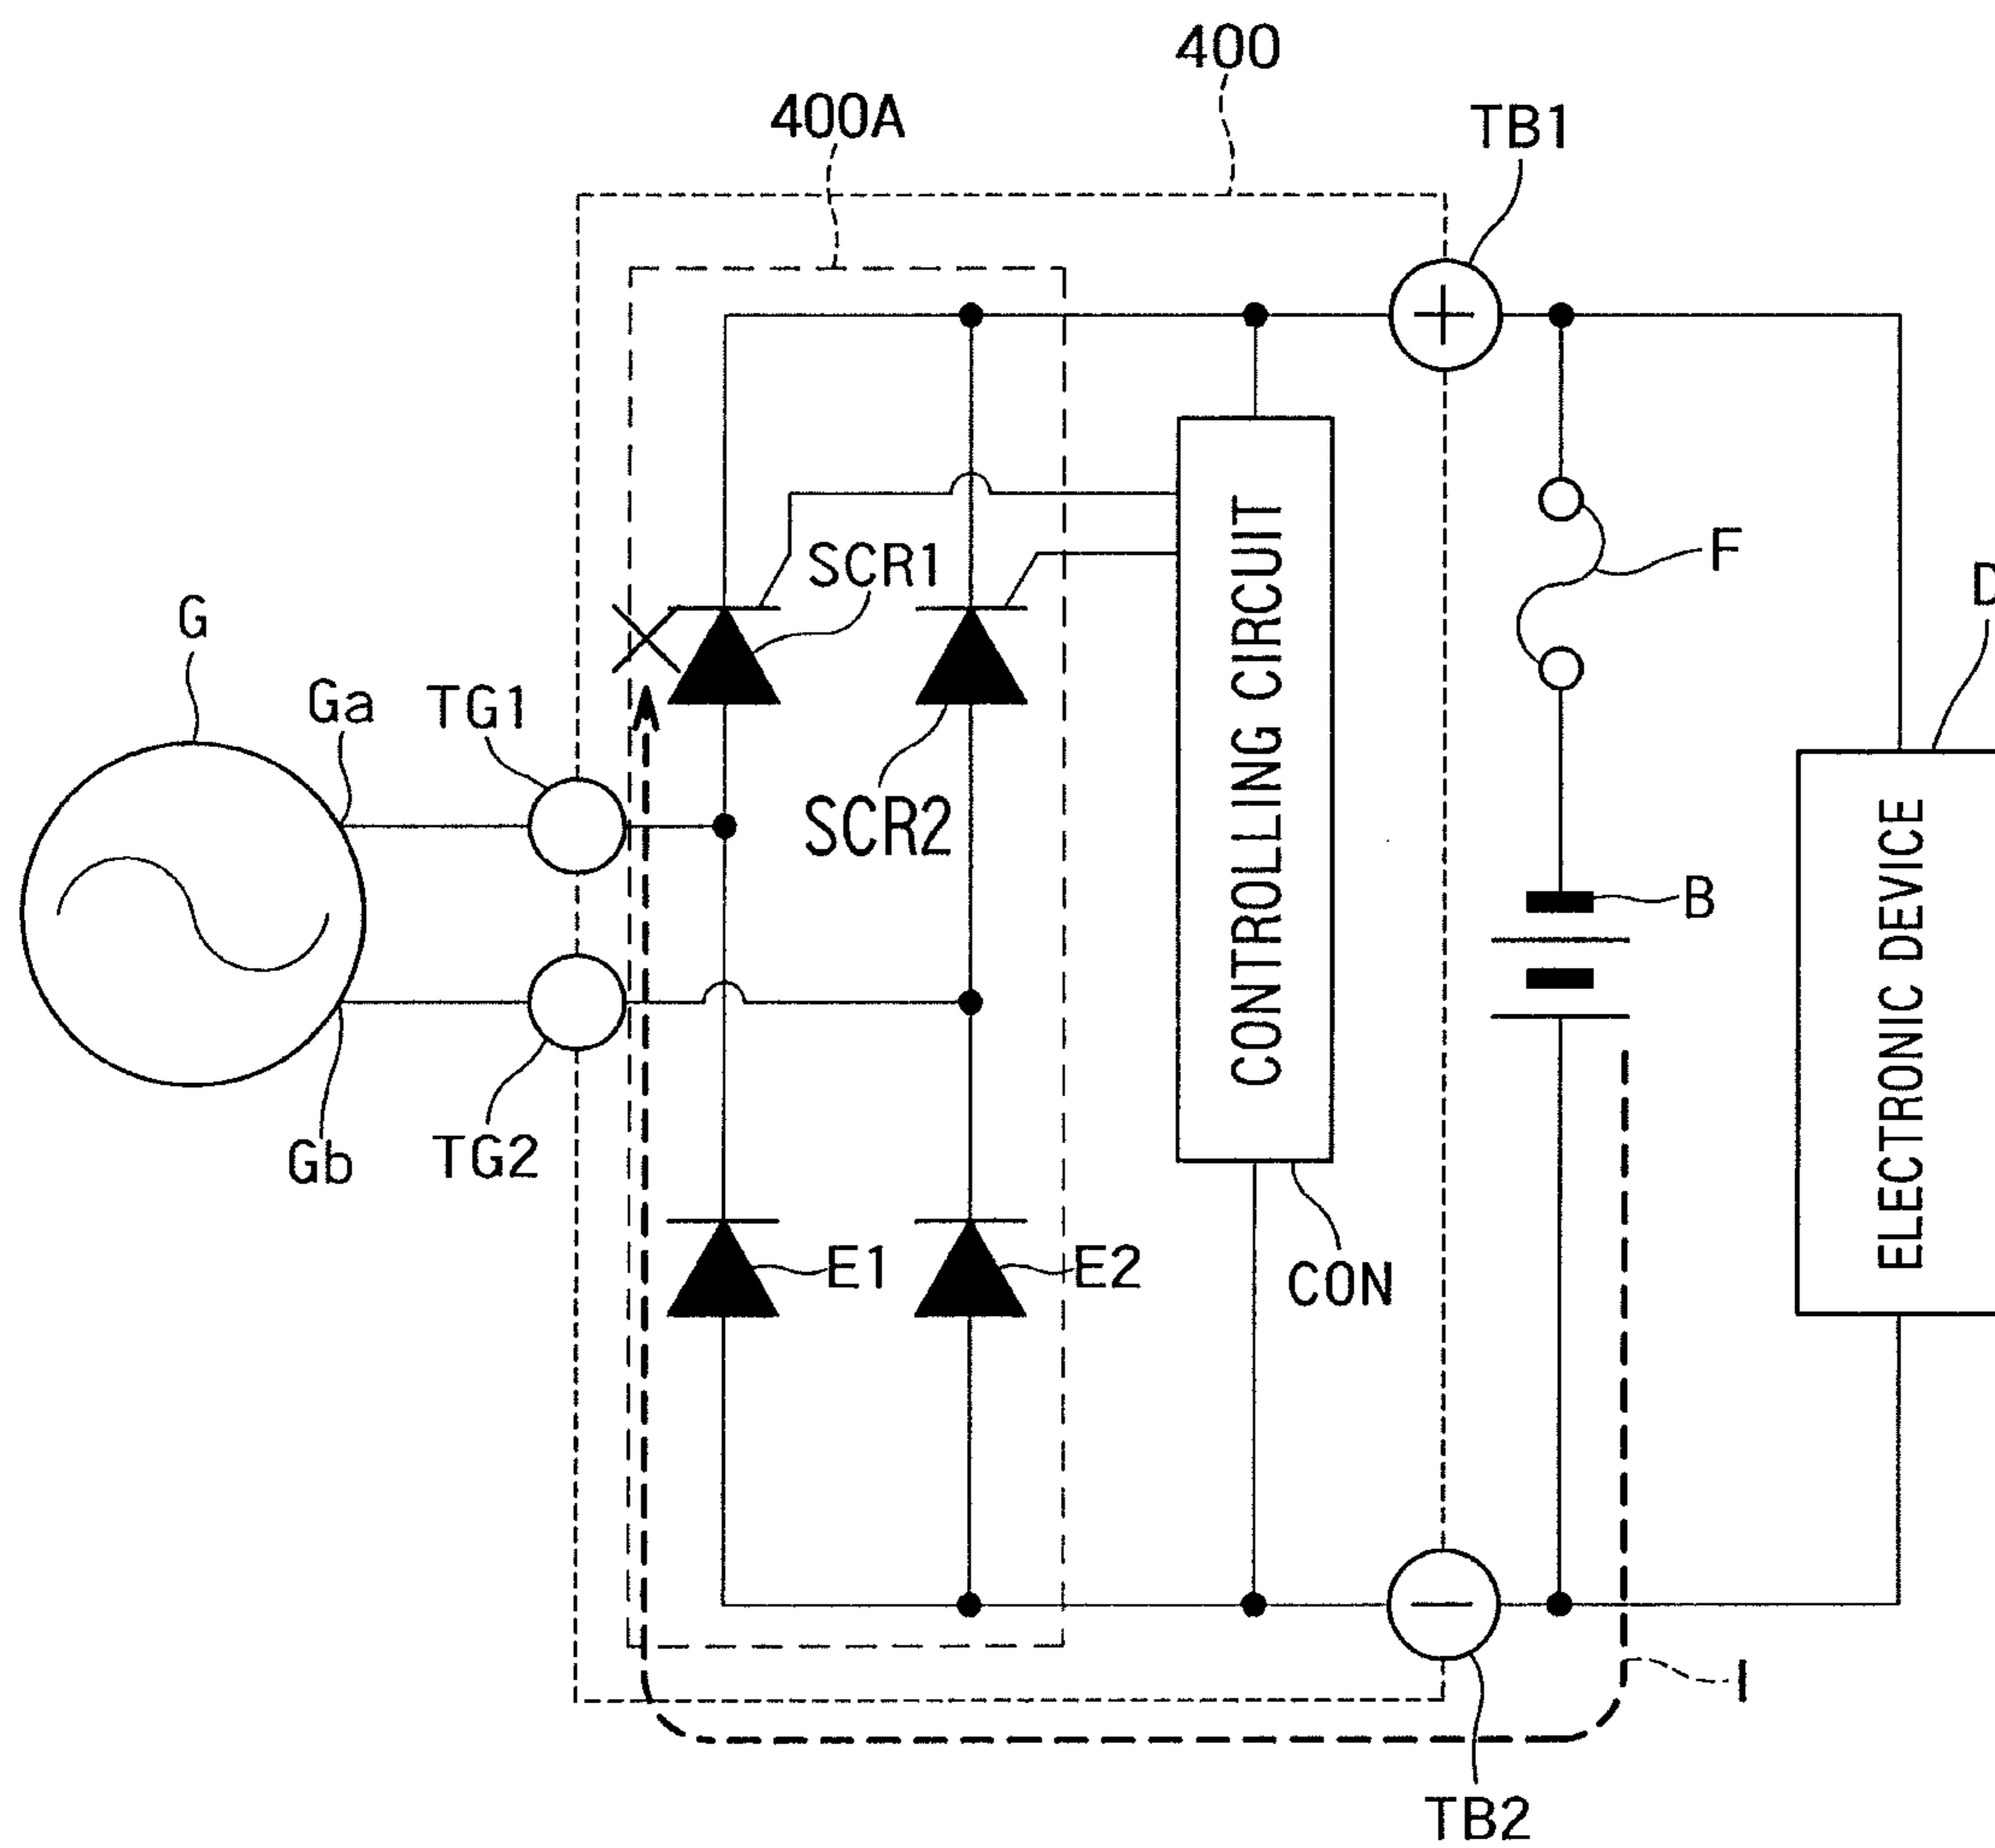 400
400A
TB1
SCR1
F
D
G
Ga
TG1
SCR2
CONTROLLING CIRCUIT
B
ELECTRONIC DEVICE
Gb
TG2
E1
E2
CON
I
TB2